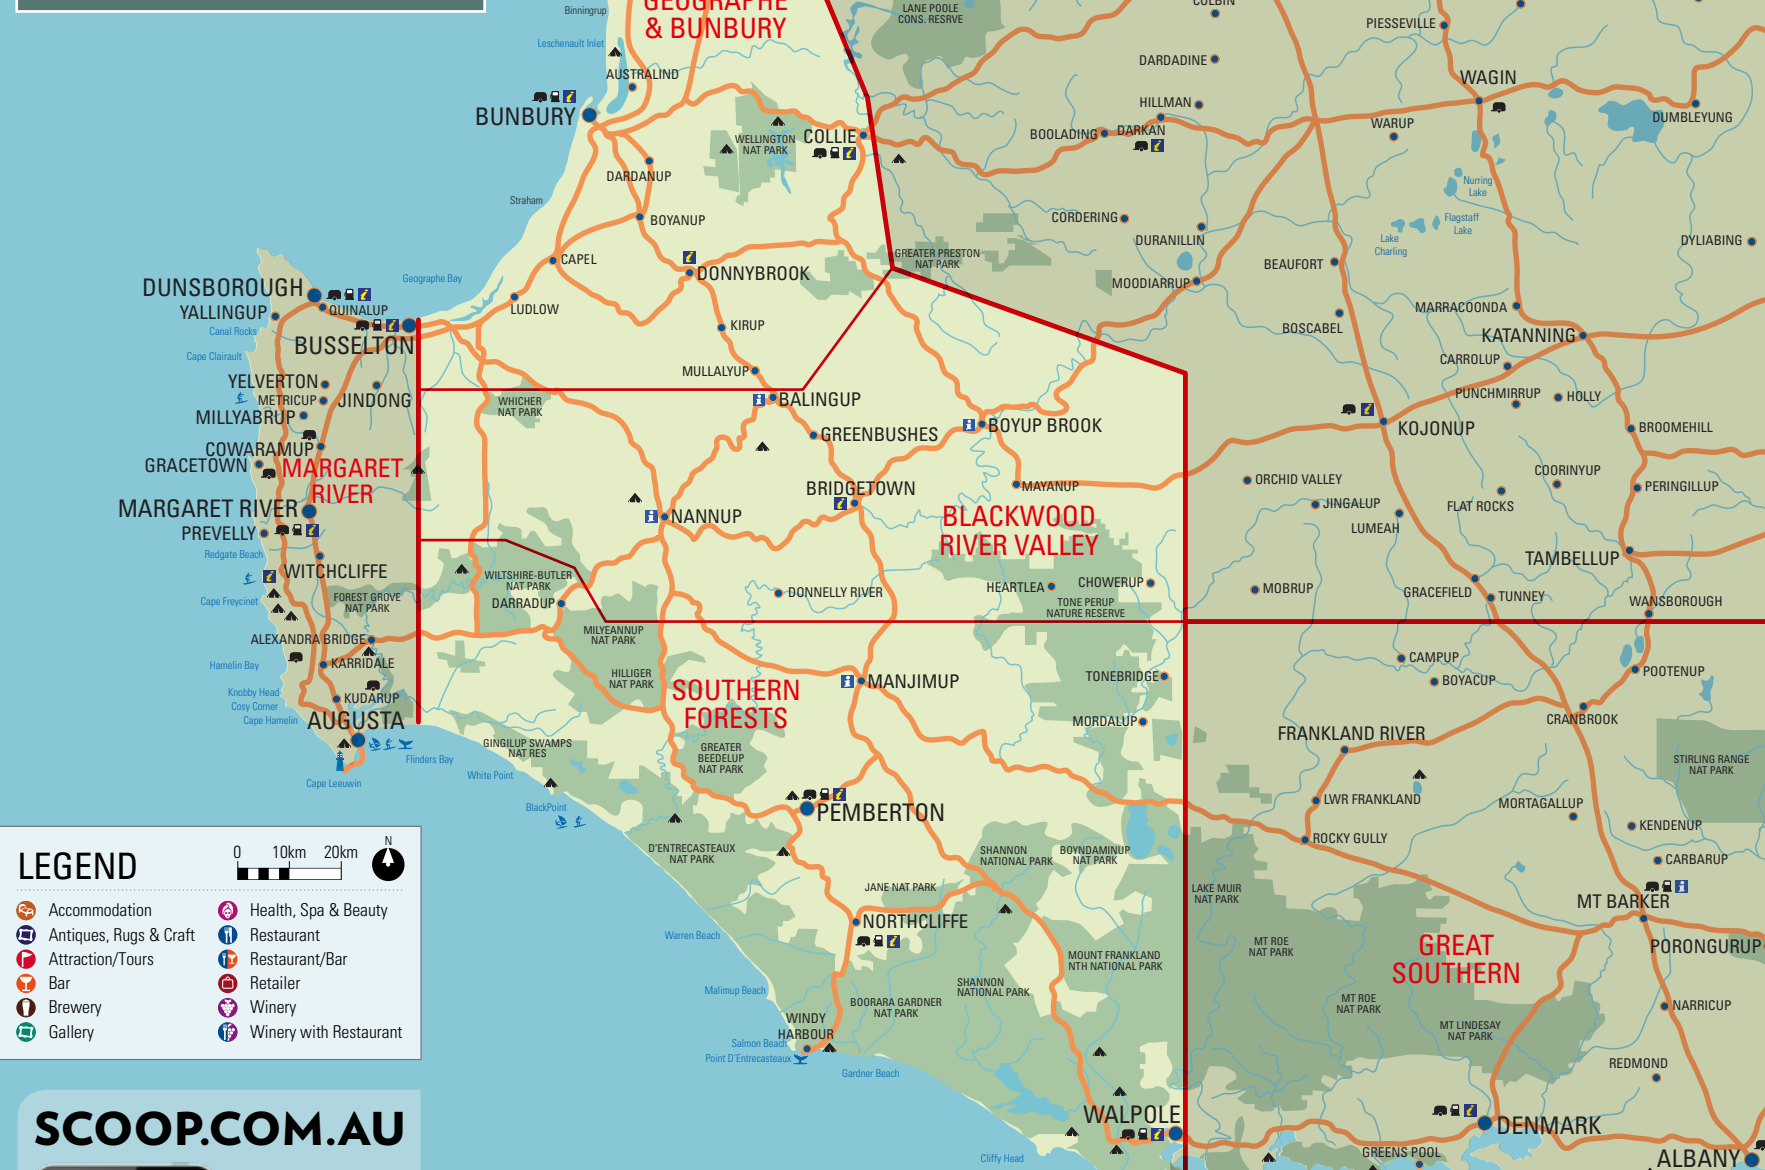 GEOGRAPHE
& BUNBURY
Binningrup
Leschenault Inlet
AUSTRALIND
BUNBURY
LANE POOLE
CONS. RESRVE
PIESSEVILLE
DARDADINE
WAGIN
HILLMAN
DUMBLEYUNG
WELLINGTON
NAT PARK
COLLIE
BOOLADING
DARKAN
WARUP
DARDANUP
Nurring
Lake
Straham
BOYANUP
CORDERING
Flagstaff
Lake
Lake
Charling
DURANILLIN
DYLIABING
GREATER PRESTON
NAT PARK
CAPEL
DONNYBROOK
BEAUFORT
Geographe Bay
MOODIARRUP
DUNSBOROUGH
YALLINGUP
QUINALUP
LUDLOW
MARRACOONDA
Canal Rocks
KIRUP
BOSCABEL
KATANNING
BUSSELTON
Cape Clairault
CARROLUP
MULLALYUP
YELVERTON
METRICUP
JINDONG
WHICHER
NAT PARK
BALINGUP
PUNCHMIRRUP
HOLLY
MILLYABRUP
GREENBUSHES
BOYUP BROOK
KOJONUP
BROOMEHILL
COWARAMUP
GRACETOWN
MARGARET
RIVER
COORINYUP
ORCHID VALLEY
MAYANUP
BRIDGETOWN
PERINGILLUP
JINGALUP
FLAT ROCKS
MARGARET RIVER
NANNUP
BLACKWOOD
RIVER VALLEY
LUMEAH
PREVELLY
Redgate Beach
TAMBELLUP
WITCHCLIFFE
WILTSHIRE-BUTLER
NAT PARK
HEARTLEA
CHOWERUP
MOBRUP
DONNELLY RIVER
GRACEFIELD
TUNNEY
Cape Freycinet
FOREST GROVE
NAT PARK
DARRADUP
TONE PERUP
NATURE RESERVE
WANSBOROUGH
ALEXANDRA BRIDGE
MILYEANNUP
NAT PARK
Hamelin Bay
KARRIDALE
CAMPUP
HILLIGER
NAT PARK
TONEBRIDGE
POOTENUP
BOYACUP
MANJIMUP
SOUTHERN
FORESTS
Knobby Head
Cosy Corner
Cape Hamelin
KUDARUP
AUGUSTA
MORDALUP
CRANBROOK
FRANKLAND RIVER
GINGILUP SWAMPS
NAT RES
GREATER
BEEDELUP
NAT PARK
Flinders Bay
STIRLING RANGE
NAT PARK
White Point
Cape Leeuwin
LWR FRANKLAND
MORTAGALLUP
BlackPoint
PEMBERTON
KENDENUP
ROCKY GULLY
D'ENTRECASTEAUX
NAT PARK
SHANNON
NATIONAL PARK
BOYNDAMINUP
NAT PARK
CARBARUP
JANE NAT PARK
LAKE MUIR
NAT PARK
MT BARKER
NORTHCLIFFE
Warren Beach
MT ROE
NAT PARK
GREAT
SOUTHERN
PORONGURUP
MOUNT FRANKLAND
NTH NATIONAL PARK
Malimup Beach
SHANNON
NATIONAL PARK
BOORARA GARDNER
NAT PARK
MT ROE
NAT PARK
NARRICUP
WINDY
HARBOUR
MT LINDESAY
NAT PARK
Salmon Beach
Point D'Entrecasteaux
Gardner Beach
REDMOND
WALPOLE
DENMARK
Cliffy Head
GREENS POOL
ALBANY
LEGEND
0 10km 20km
N
Accommodation
Antiques, Rugs & Craft
Attraction/Tours
Bar
Brewery
Gallery
Health, Spa & Beauty
Restaurant
Restaurant/Bar
Retailer
Winery
Winery with Restaurant
SCOOP.COM.AU